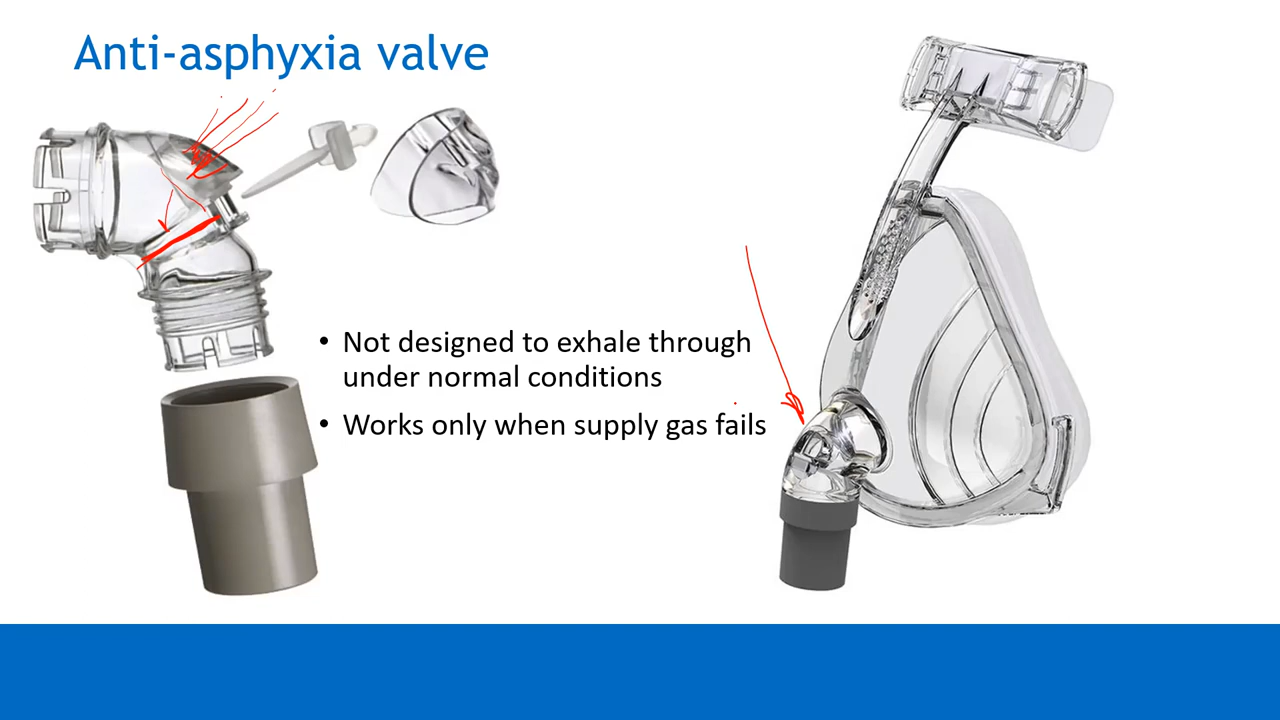 Anti-asphyxia valve
• Not designed to exhale through
under normal conditions
• Works only when supply gas fails